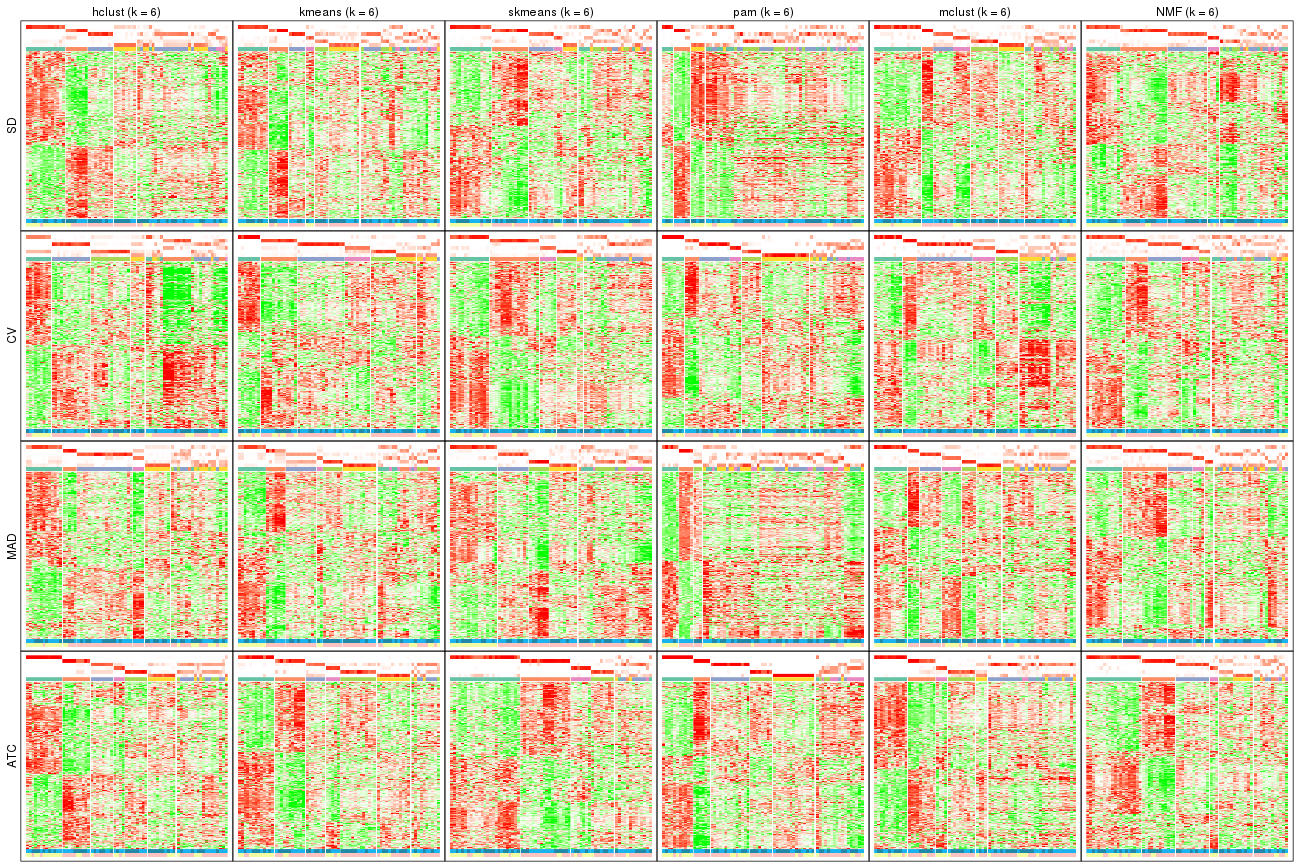 hclust (k = 6) kmeans (k = 6) skmeans (k = 6) pam (k = 6) mclust (k = 6) NMF (k = 6)
SD
CV
MAD
ATC